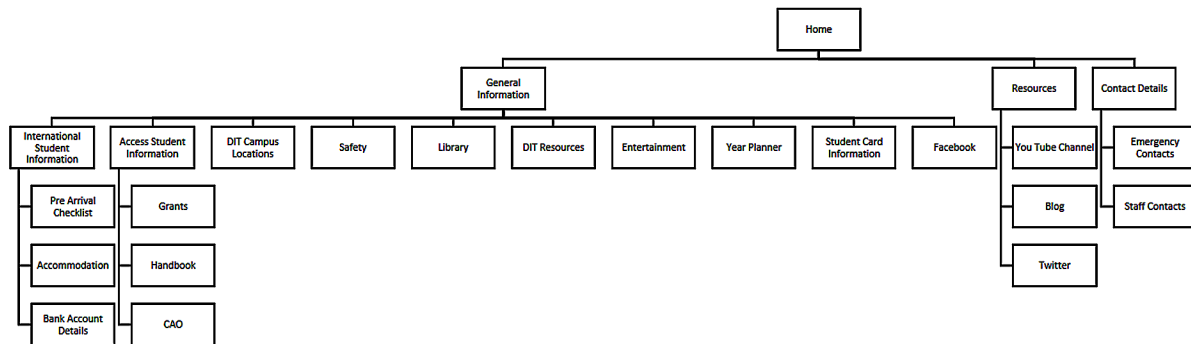 Home
General
Information
Resources
Contact Details
International
Student
Information
Access Student
Information
DIT Campus
Locations
Safety
Library
DIT Resources
Entertainment
Year Planner
Student Card
Information
Facebook
You Tube Channel
Emergency
Contacts
Pre Arrival
Checklist
Grants
Blog
Staff Contacts
Accommodation
Handbook
Twitter
Bank Account
Details
CAO